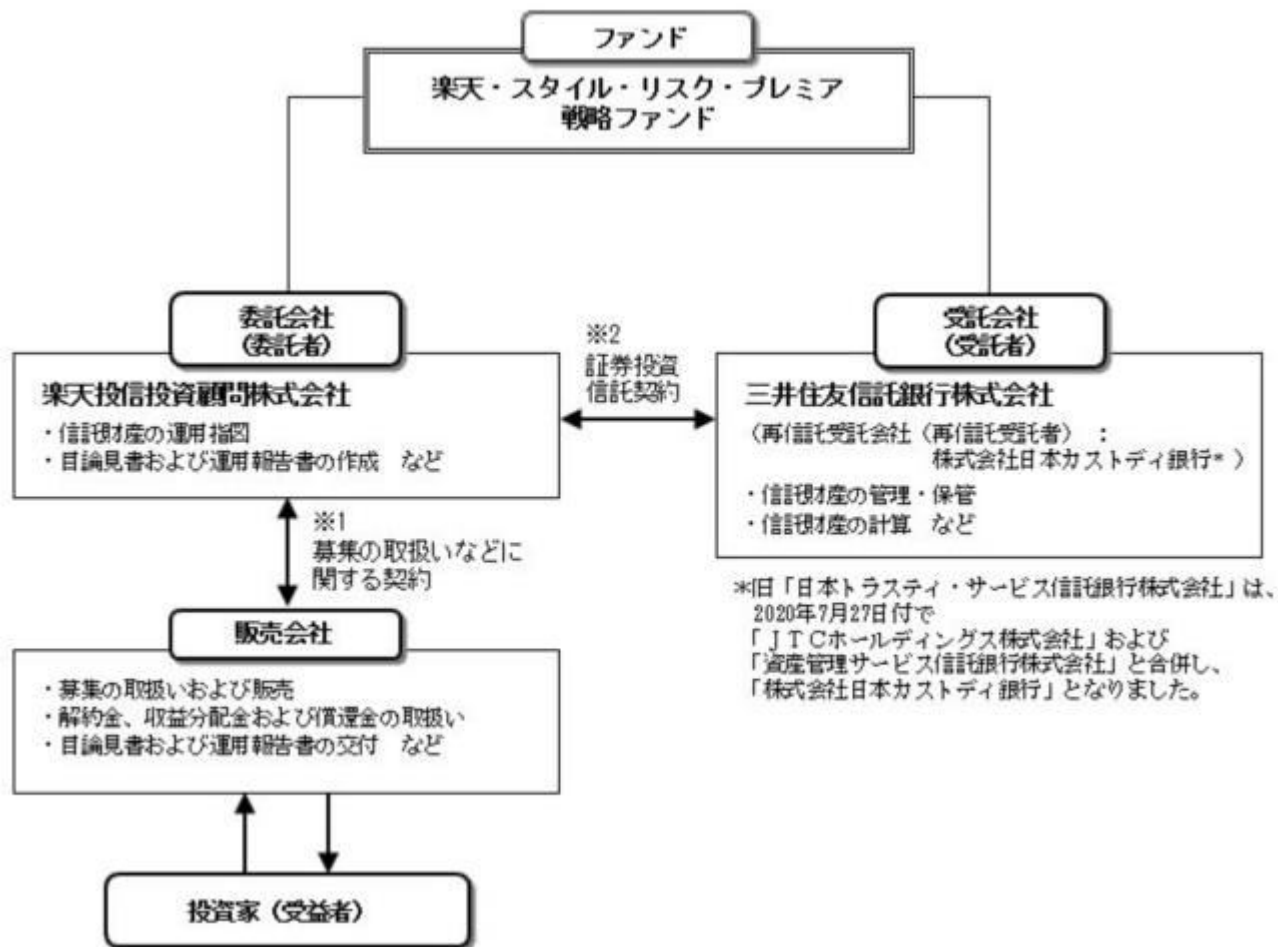 ファンド
楽天・スタイル・リスク・プレミア
戦略ファンド
委託会社
(委託者)
楽天投信投資顧問株式会社
・信託財産の運用指図
・目論見書および運用報告書の作成 など
※2
証券投資
信託契約
受託会社
(受託者)
三井住友信託銀行株式会社
(再信託受託会社(再信託受託者) :
株式会社日本カストディ銀行* )
・信託財産の管理・保管
・信託財産の計算 など
※1
募集の取扱いなどに
関する契約
*旧「日本トラスティ・サービス信託銀行株式会社」は、
2020年7月27日付で
「JTCホールディングス株式会社」および
「資産管理サービス信託銀行株式会社」と合併し、
「株式会社日本カストディ銀行」となりました。
販売会社
・募集の取扱いおよび販売
・解約金、収益分配金および償還金の取扱い
・目論見書および運用報告書の交付 など
投資家(受益者)